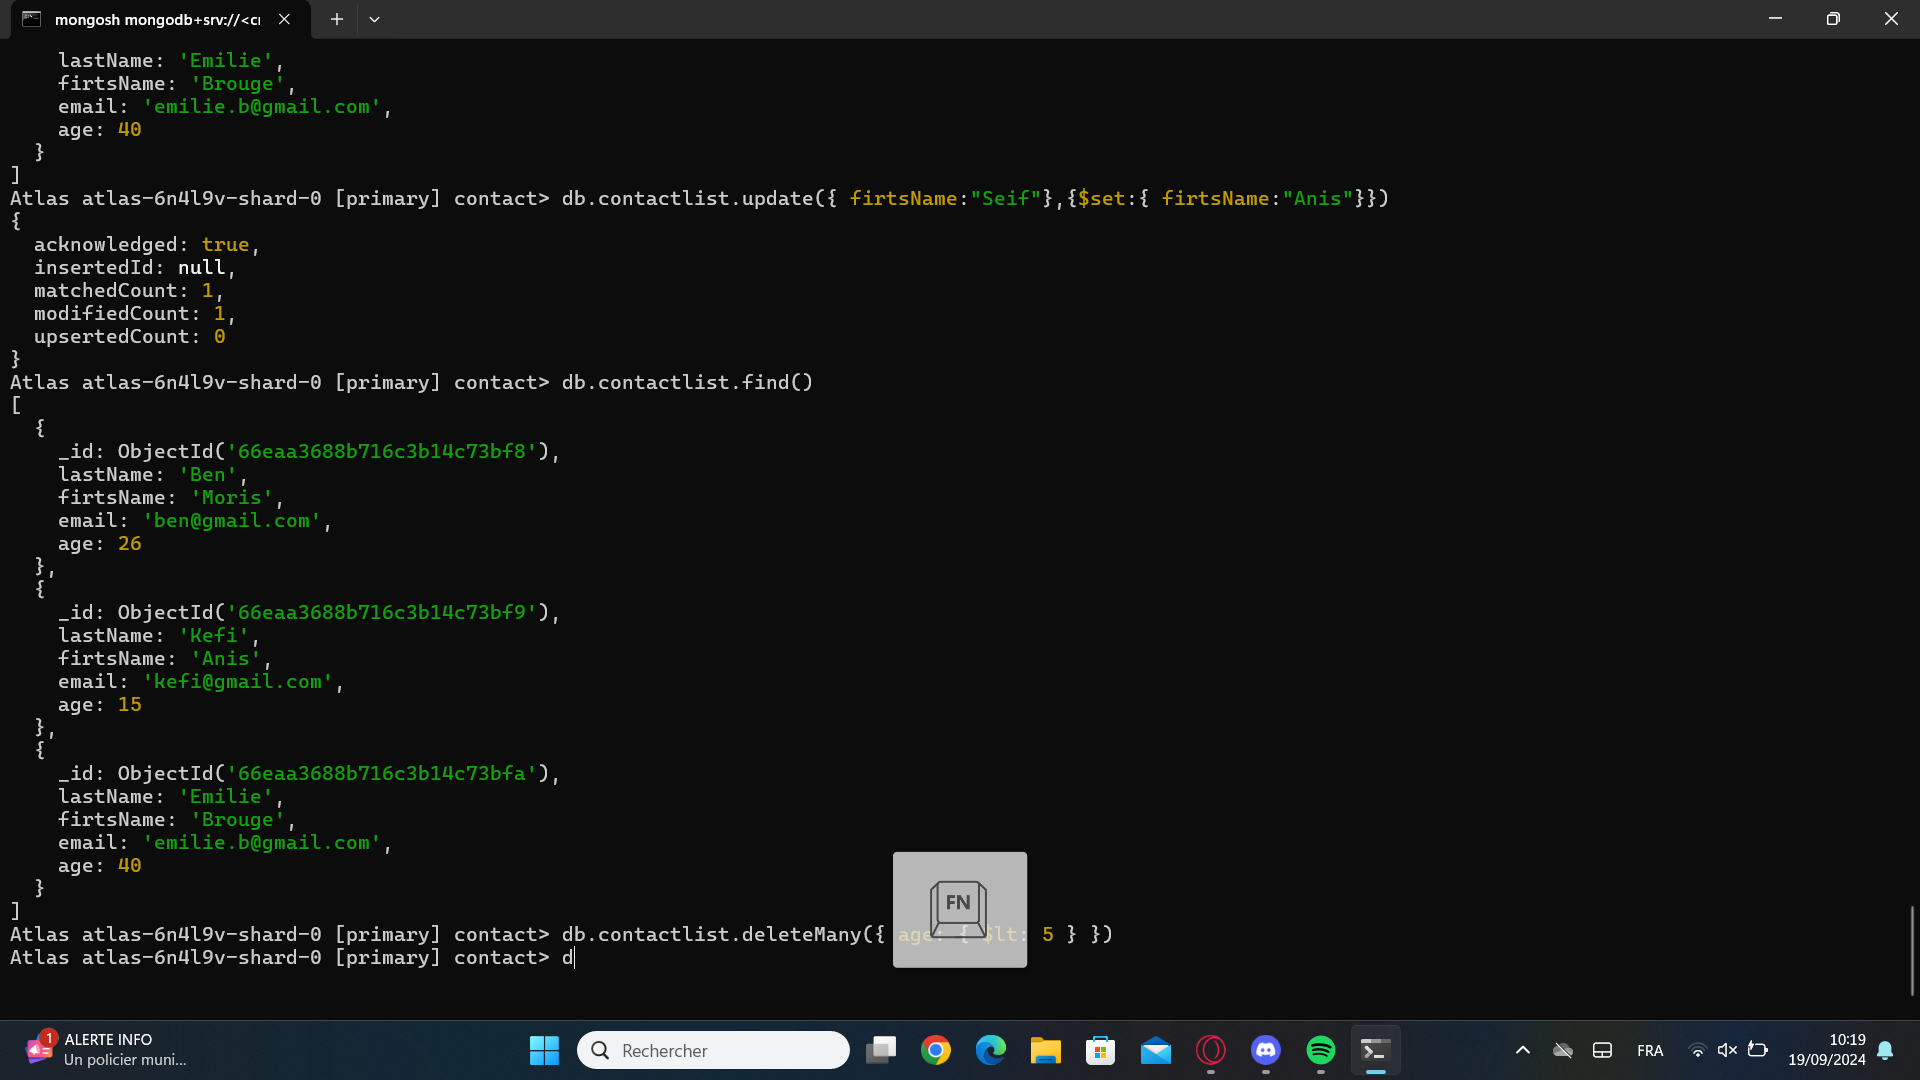 mongosh mongodb+srv://<cr
lastName: 'Emilie',
firtsName: 'Brouge',
email: 'emilie.b@gmail.com',
age: 40
}
]
Atlas atlas-6n4l9v-shard-0 [primary] contact> db.contactlist.update({ firtsName:"Seif"},{$set:{ firtsName:"Anis"}})
{
acknowledged: true,
insertedId: null,
matchedCount: 1,
modifiedCount: 1,
upsertedCount: 0
}
Atlas atlas-6n4l9v-shard-0 [primary] contact> db.contactlist.find()
[
{
_id: ObjectId('66eaa3688b716c3b14c73bf8'),
lastName: 'Ben',
firtsName: 'Moris',
email: 'ben@gmail.com',
age: 26
},
{
_id: ObjectId('66eaa3688b716c3b14c73bf9'),
lastName: 'Kefi',
firtsName: 'Anis',
email: 'kefi@gmail.com',
age: 15
},
{
_id: ObjectId('66eaa3688b716c3b14c73bfa'),
lastName: 'Emilie',
firtsName: 'Brouge',
email: 'emilie.b@gmail.com',
age: 40
}
]
FN
Atlas atlas-6n4l9v-shard-0 [primary] contact> db.contactlist.deleteMany({ age: { $lt: 5 } })
Atlas atlas-6n4l9v-shard-0 [primary] contact> d
1
ALERTE INFO
Un policier muni...
Rechercher
FRA
10:19
19/09/2024